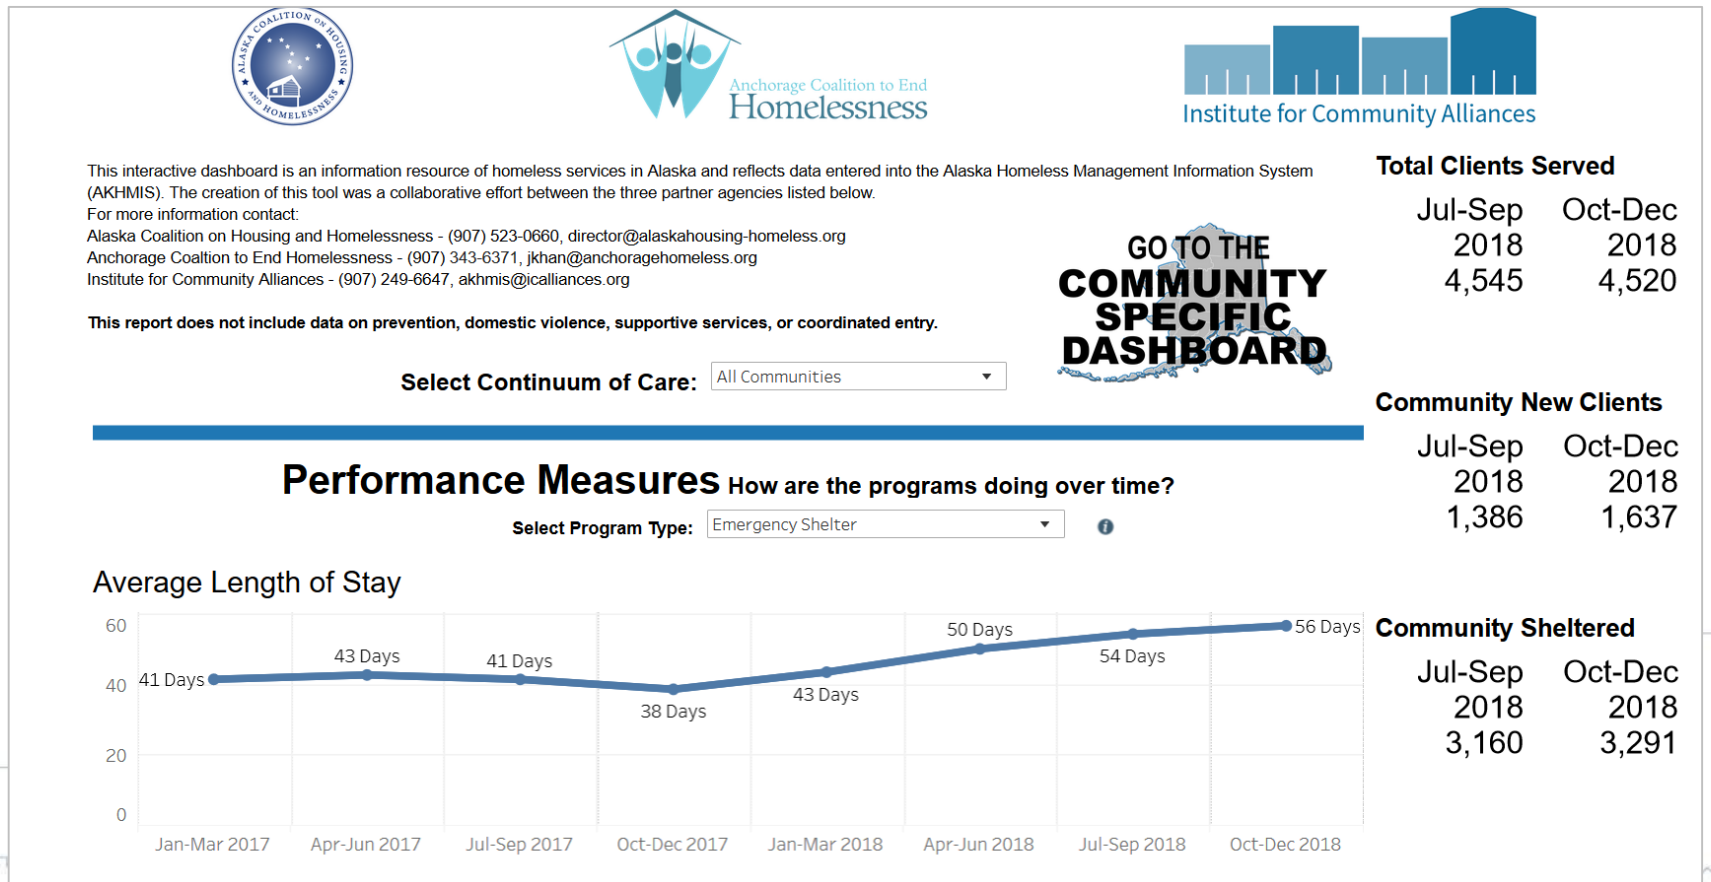 ALASKA COALITION ON HOUSING
AND HOMELESSNESS
Anchorage Coalition to End
Homelessness
Institute for Community Alliances
This interactive dashboard is an information resource of homeless services in Alaska and reflects data entered into the Alaska Homeless Management Information System
(AKHMIS). The creation of this tool was a collaborative effort between the three partner agencies listed below.
For more information contact:
Alaska Coalition on Housing and Homelessness - (907) 523-0660, director@alaskahousing-homeless.org
Anchorage Coaltion to End Homelessness - (907) 343-6371, jkhan@anchoragehomeless.org
Institute for Community Alliances - (907) 249-6647, akhmis@icalliances.org
This report does not include data on prevention, domestic violence, supportive services, or coordinated entry.
GO TO THE
COMMUNITY
SPECIFIC
DASHBOARD
Select Continuum of Care: All Communities
Total Clients Served
Jul-Sep Oct-Dec
2018 2018
4,545 4,520
Community New Clients
Jul-Sep Oct-Dec
2018 2018
1,386 1,637
Community Sheltered
Jul-Sep Oct-Dec
2018 2018
3,160 3,291
Performance Measures How are the programs doing over time?
Select Program Type: Emergency Shelter
i
Average Length of Stay
60
40
20
0
41 Days
43 Days
41 Days
38 Days
43 Days
50 Days
54 Days
56 Days
Jan-Mar 2017 Apr-Jun 2017 Jul-Sep 2017 Oct-Dec 2017 Jan-Mar 2018 Apr-Jun 2018 Jul-Sep 2018 Oct-Dec 2018